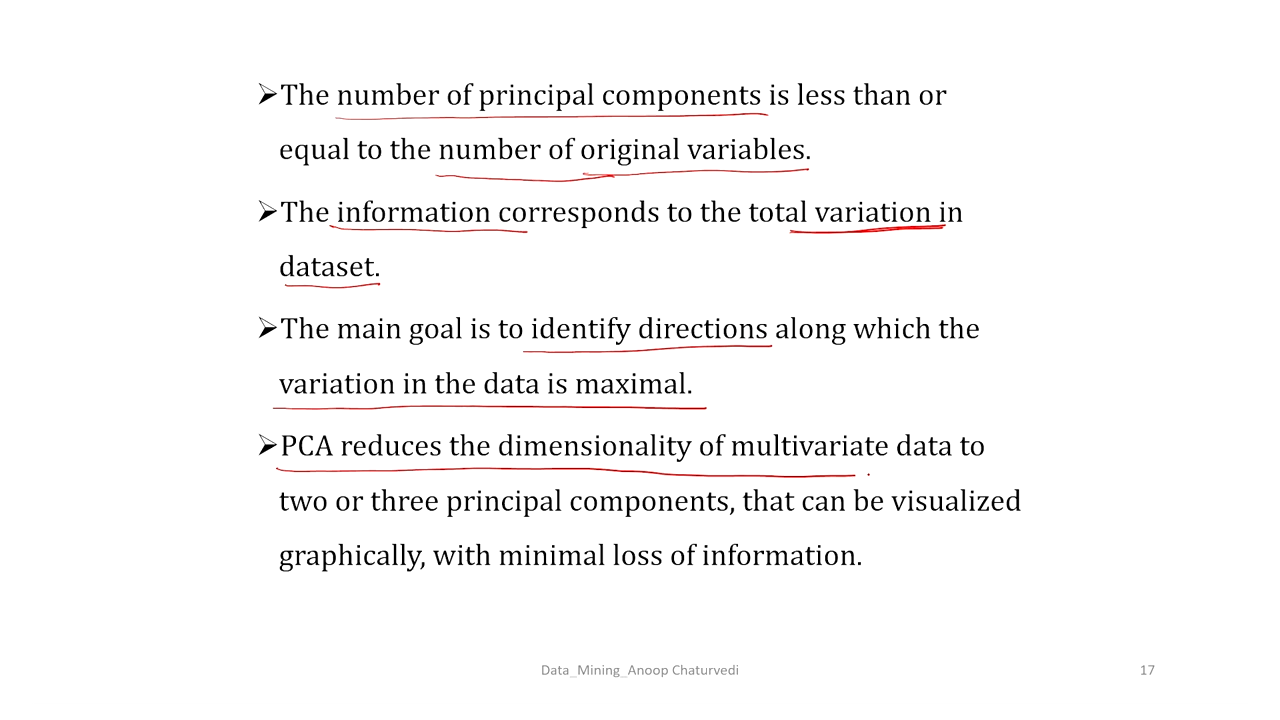 ➢The number of principal components is less than or
equal to the number of original variables.
➢The information corresponds to the total variation in
dataset.
➢The main goal is to identify directions along which the
variation in the data is maximal.
➢PCA reduces the dimensionality of multivariate data to
two or three principal components, that can be visualized
graphically, with minimal loss of information.
Data_Mining_Anoop Chaturvedi
17